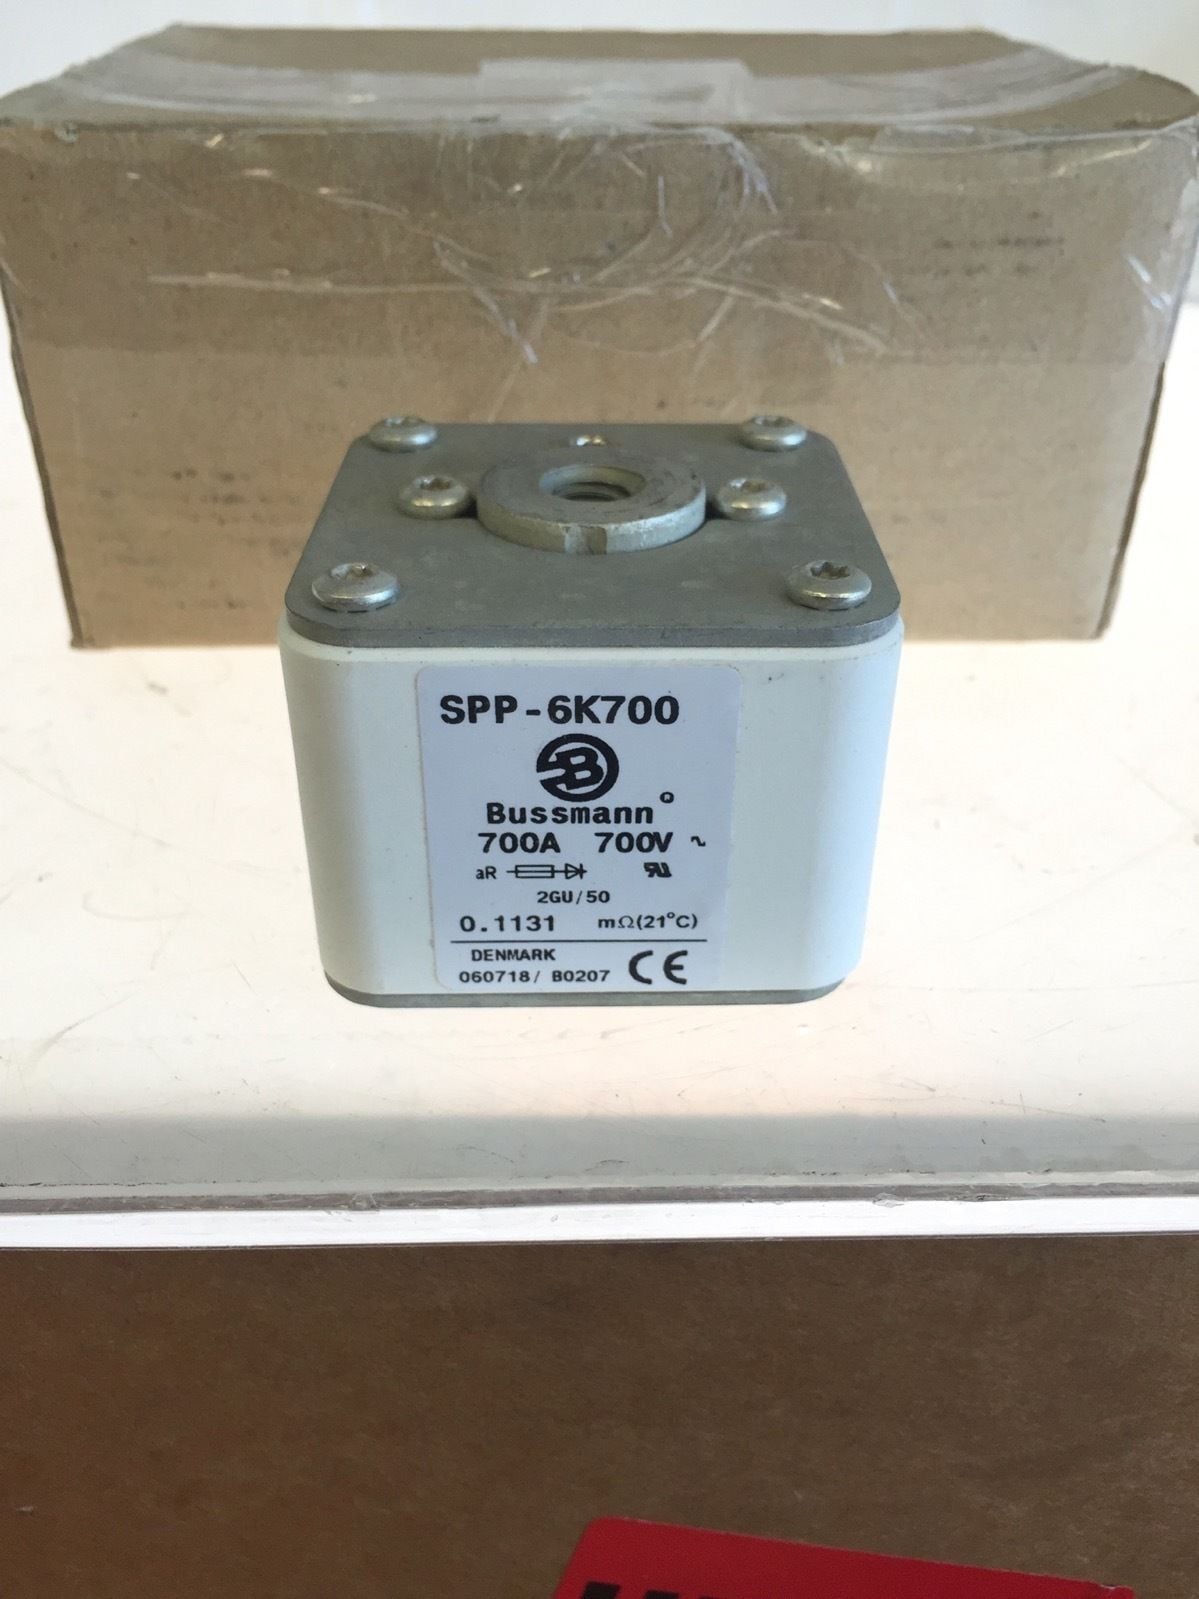 SPP-6K700
B
Bussmann®
700A 700V ~
aR
2GU/50
0.1131 mΩ(21°C)
DENMARK
060718/ B0207 CE